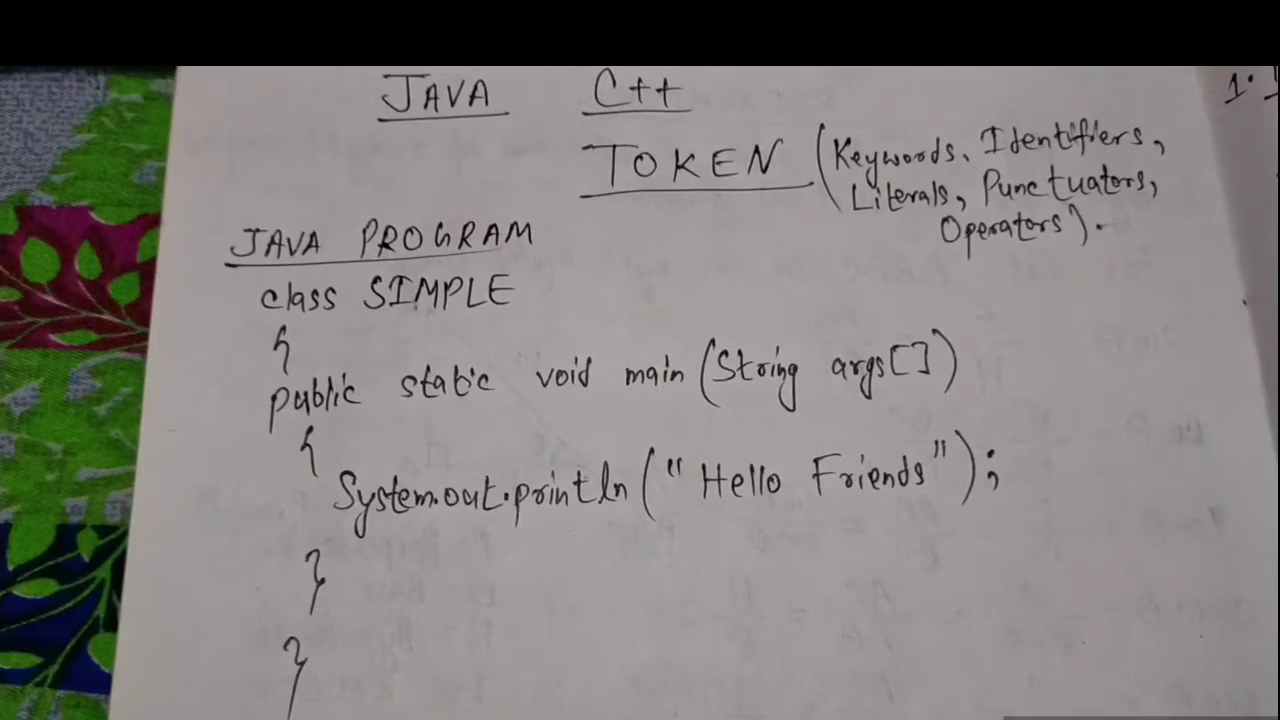 JAVA C++
TOKEN (Keywords, Identifiers,
Literals, Punctuators,
Operators).
JAVA PROGRAM
class SIMPLE
{
public static void main (String args[])
{
System.out.println ("Hello Friends");
}
}